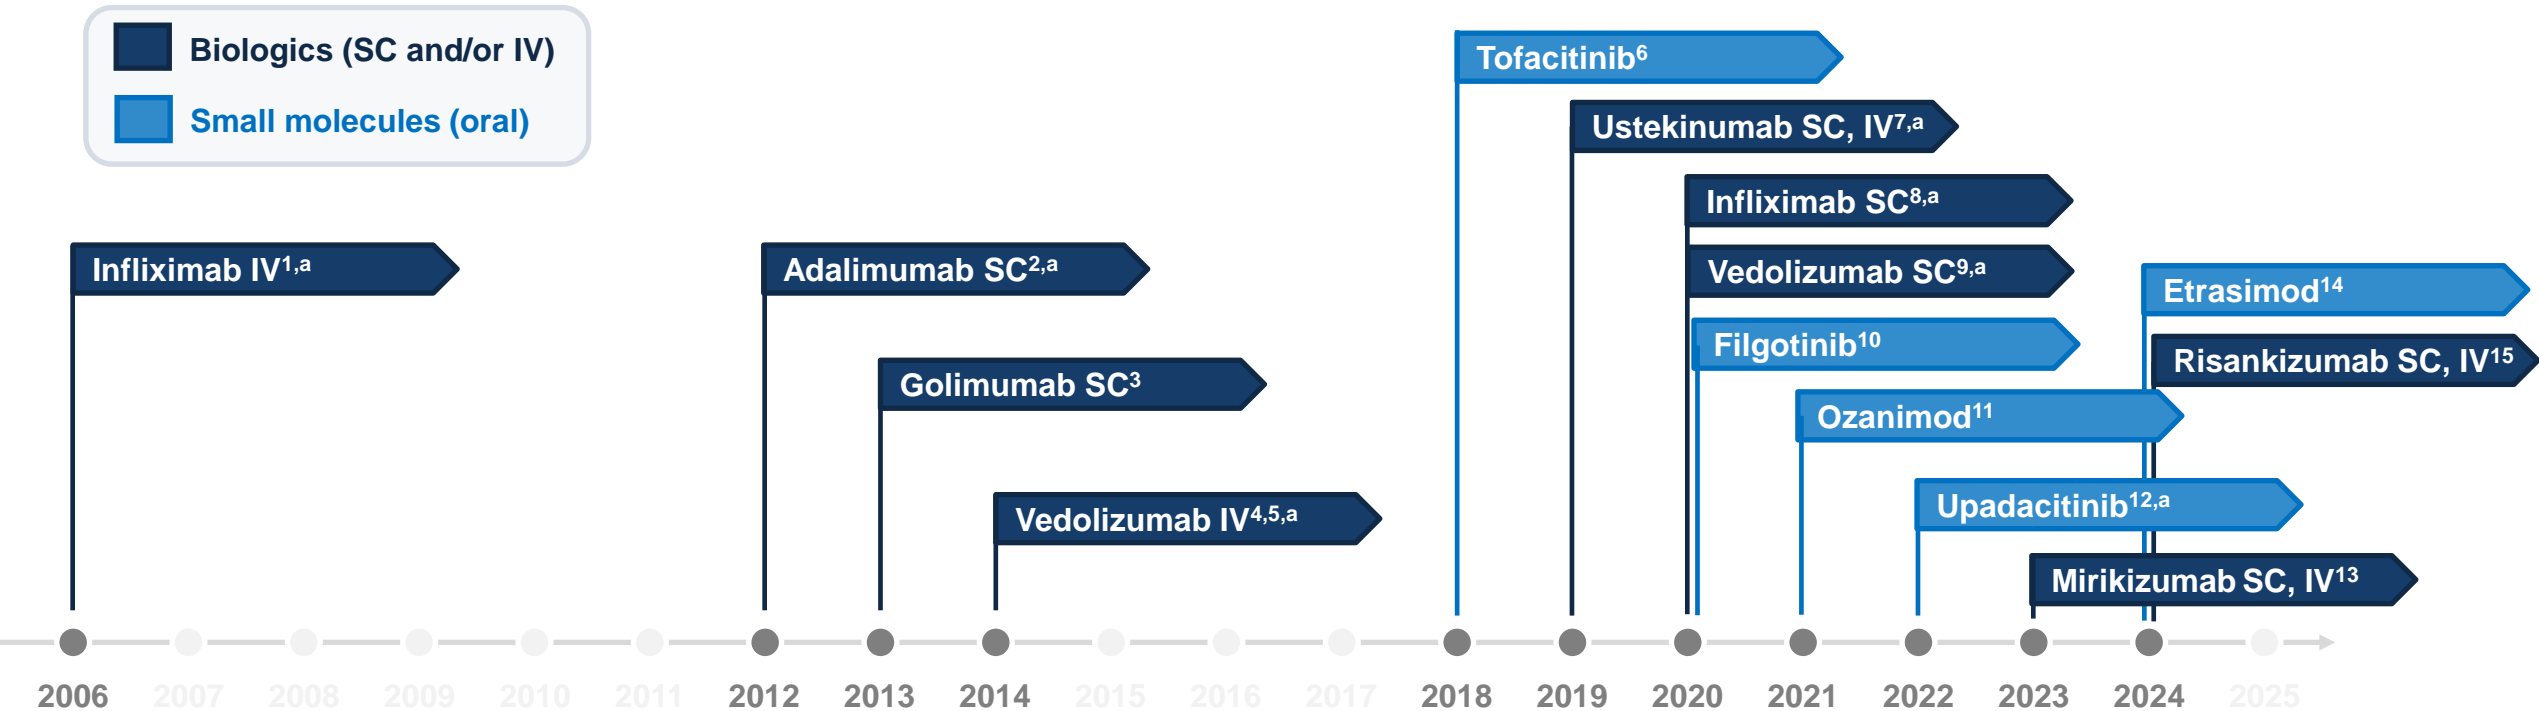 Biologics (SC and/or IV)
Small molecules (oral)
Tofacitinib6
Ustekinumab SC, IV7,a
Infliximab SC8,a
Infliximab IV1,a
Adalimumab SC2,a
Vedolizumab SC9,a
Etrasimod14
Filgotinib10
Risankizumab SC, IV15
Golimumab SC3
Ozanimod11
Vedolizumab IV4,5,a
Upadacitinib12,a
Mirikizumab SC, IV13
2006 2007 2008 2009 2010 2011 2012 2013 2014 2015 2016 2017 2018 2019 2020 2021 2022 2023 2024 2025